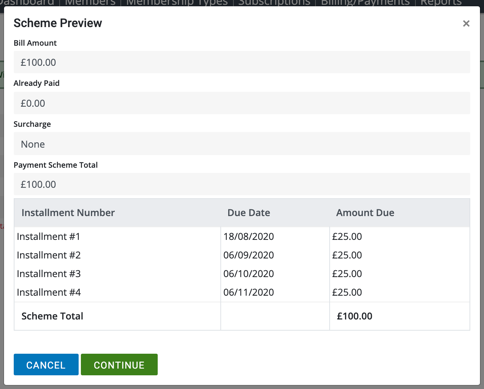 Dashboard Members Membership Types Subscriptions Billing/Payments Reports
Scheme Preview ×
Bill Amount
£100.00
Already Paid
£0.00
Surcharge
None
Payment Scheme Total
£100.00
Installment Number Due Date Amount Due
Installment #1 18/08/2020 £25.00
Installment #2 06/09/2020 £25.00
Installment #3 06/10/2020 £25.00
Installment #4 06/11/2020 £25.00
Scheme Total £100.00
CANCEL CONTINUE